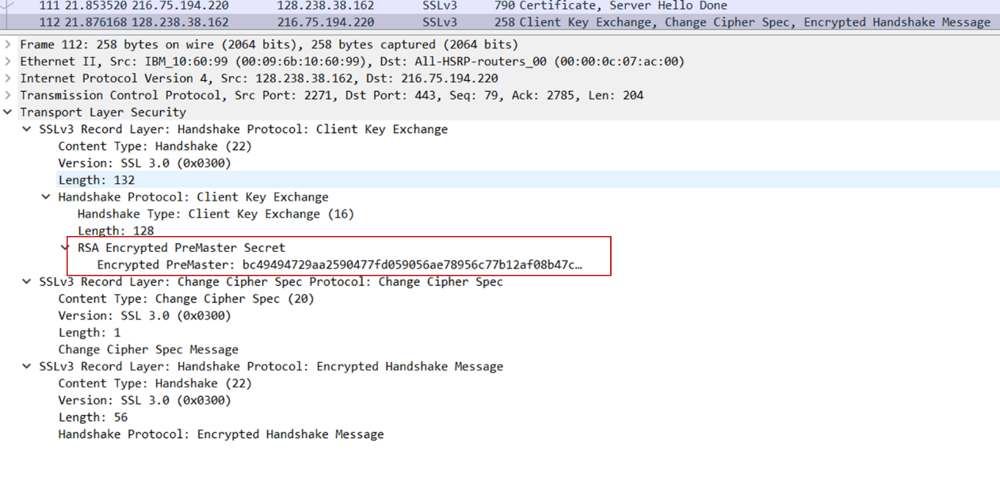 111 21.853520 216.75.194.220 128.238.38.162 SSLv3 790 Certificate, Server Hello Done
112 21.876168 128.238.38.162 216.75.194.220 SSLv3 258 Client Key Exchange, Change Cipher Spec, Encrypted Handshake Message
Frame 112: 258 bytes on wire (2064 bits), 258 bytes captured (2064 bits)
Ethernet II, Src: IBM_10:60:99 (00:09:6b:10:60:99), Dst: All-HSRP-routers_00 (00:00:0c:07:ac:00)
Internet Protocol Version 4, Src: 128.238.38.162, Dst: 216.75.194.220
Transmission Control Protocol, Src Port: 2271, Dst Port: 443, Seq: 79, Ack: 2785, Len: 204
Transport Layer Security
SSLv3 Record Layer: Handshake Protocol: Client Key Exchange
Content Type: Handshake (22)
Version: SSL 3.0 (0x0300)
Length: 132
Handshake Protocol: Client Key Exchange
Handshake Type: Client Key Exchange (16)
Length: 128
RSA Encrypted PreMaster Secret
Encrypted PreMaster: bc49494729aa2590477fd059056ae78956c77b12af08b47c…
SSLv3 Record Layer: Change Cipher Spec Protocol: Change Cipher Spec
Content Type: Change Cipher Spec (20)
Version: SSL 3.0 (0x0300)
Length: 1
Change Cipher Spec Message
SSLv3 Record Layer: Handshake Protocol: Encrypted Handshake Message
Content Type: Handshake (22)
Version: SSL 3.0 (0x0300)
Length: 56
Handshake Protocol: Encrypted Handshake Message